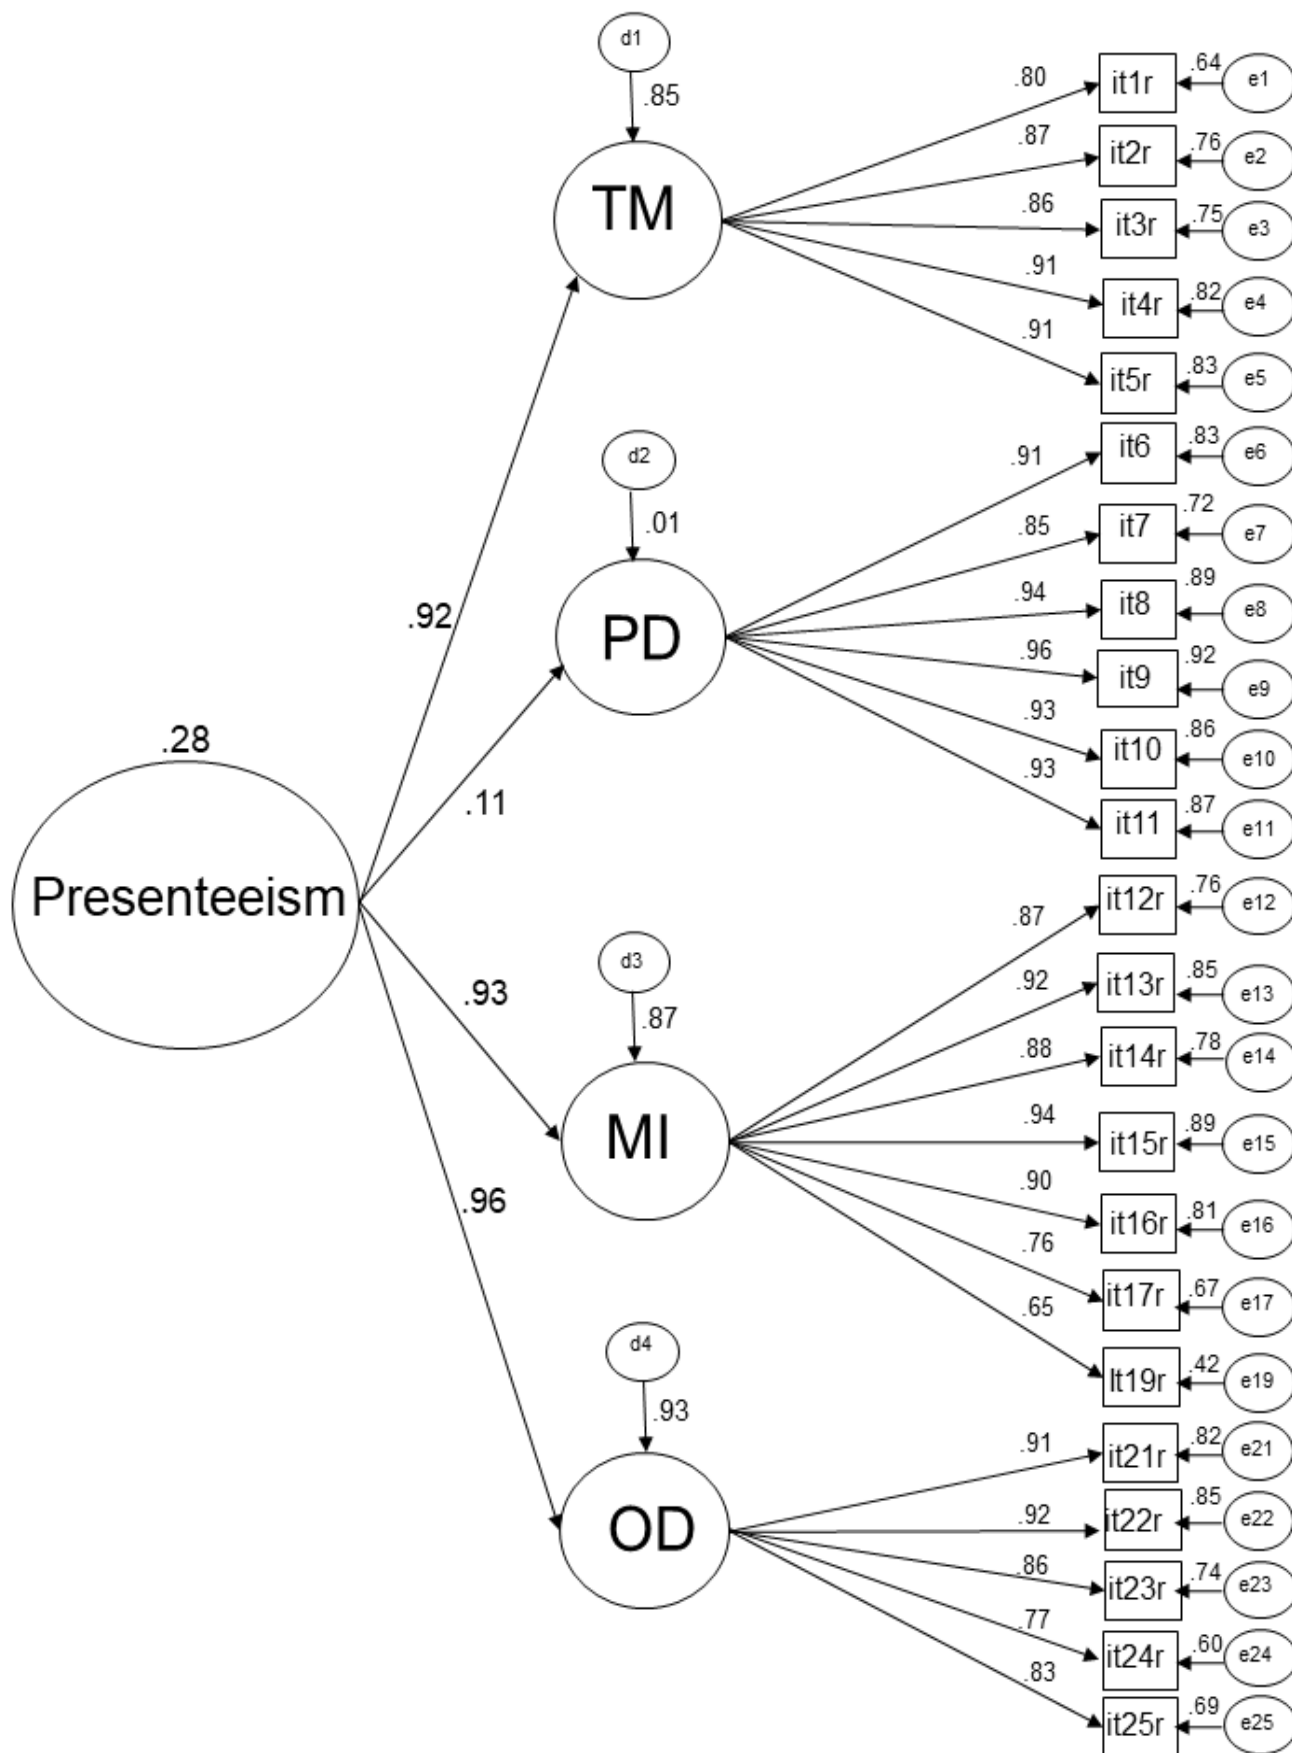 d1
.85
TM
.80
.87
.86
.91
.91
it1r
.64
e1
it2r
.76
e2
it3r
.75
e3
it4r
.82
e4
it5r
.83
e5
d2
.01
PD
.91
.85
.94
.96
.93
.93
it6
.83
e6
it7
.72
e7
it8
.89
e8
it9
.92
e9
it10
.86
e10
it11
.87
e11
.92
.11
.93
.96
.28
Presenteeism
d3
.87
MI
.87
.92
.88
.94
.90
.76
.65
it12r
.76
e12
it13r
.85
e13
it14r
.78
e14
it15r
.89
e15
it16r
.81
e16
it17r
.67
e17
It19r
.42
e19
d4
.93
OD
.91
.92
.86
.77
.83
it21r
.82
e21
it22r
.85
e22
it23r
.74
e23
it24r
.60
e24
it25r
.69
e25